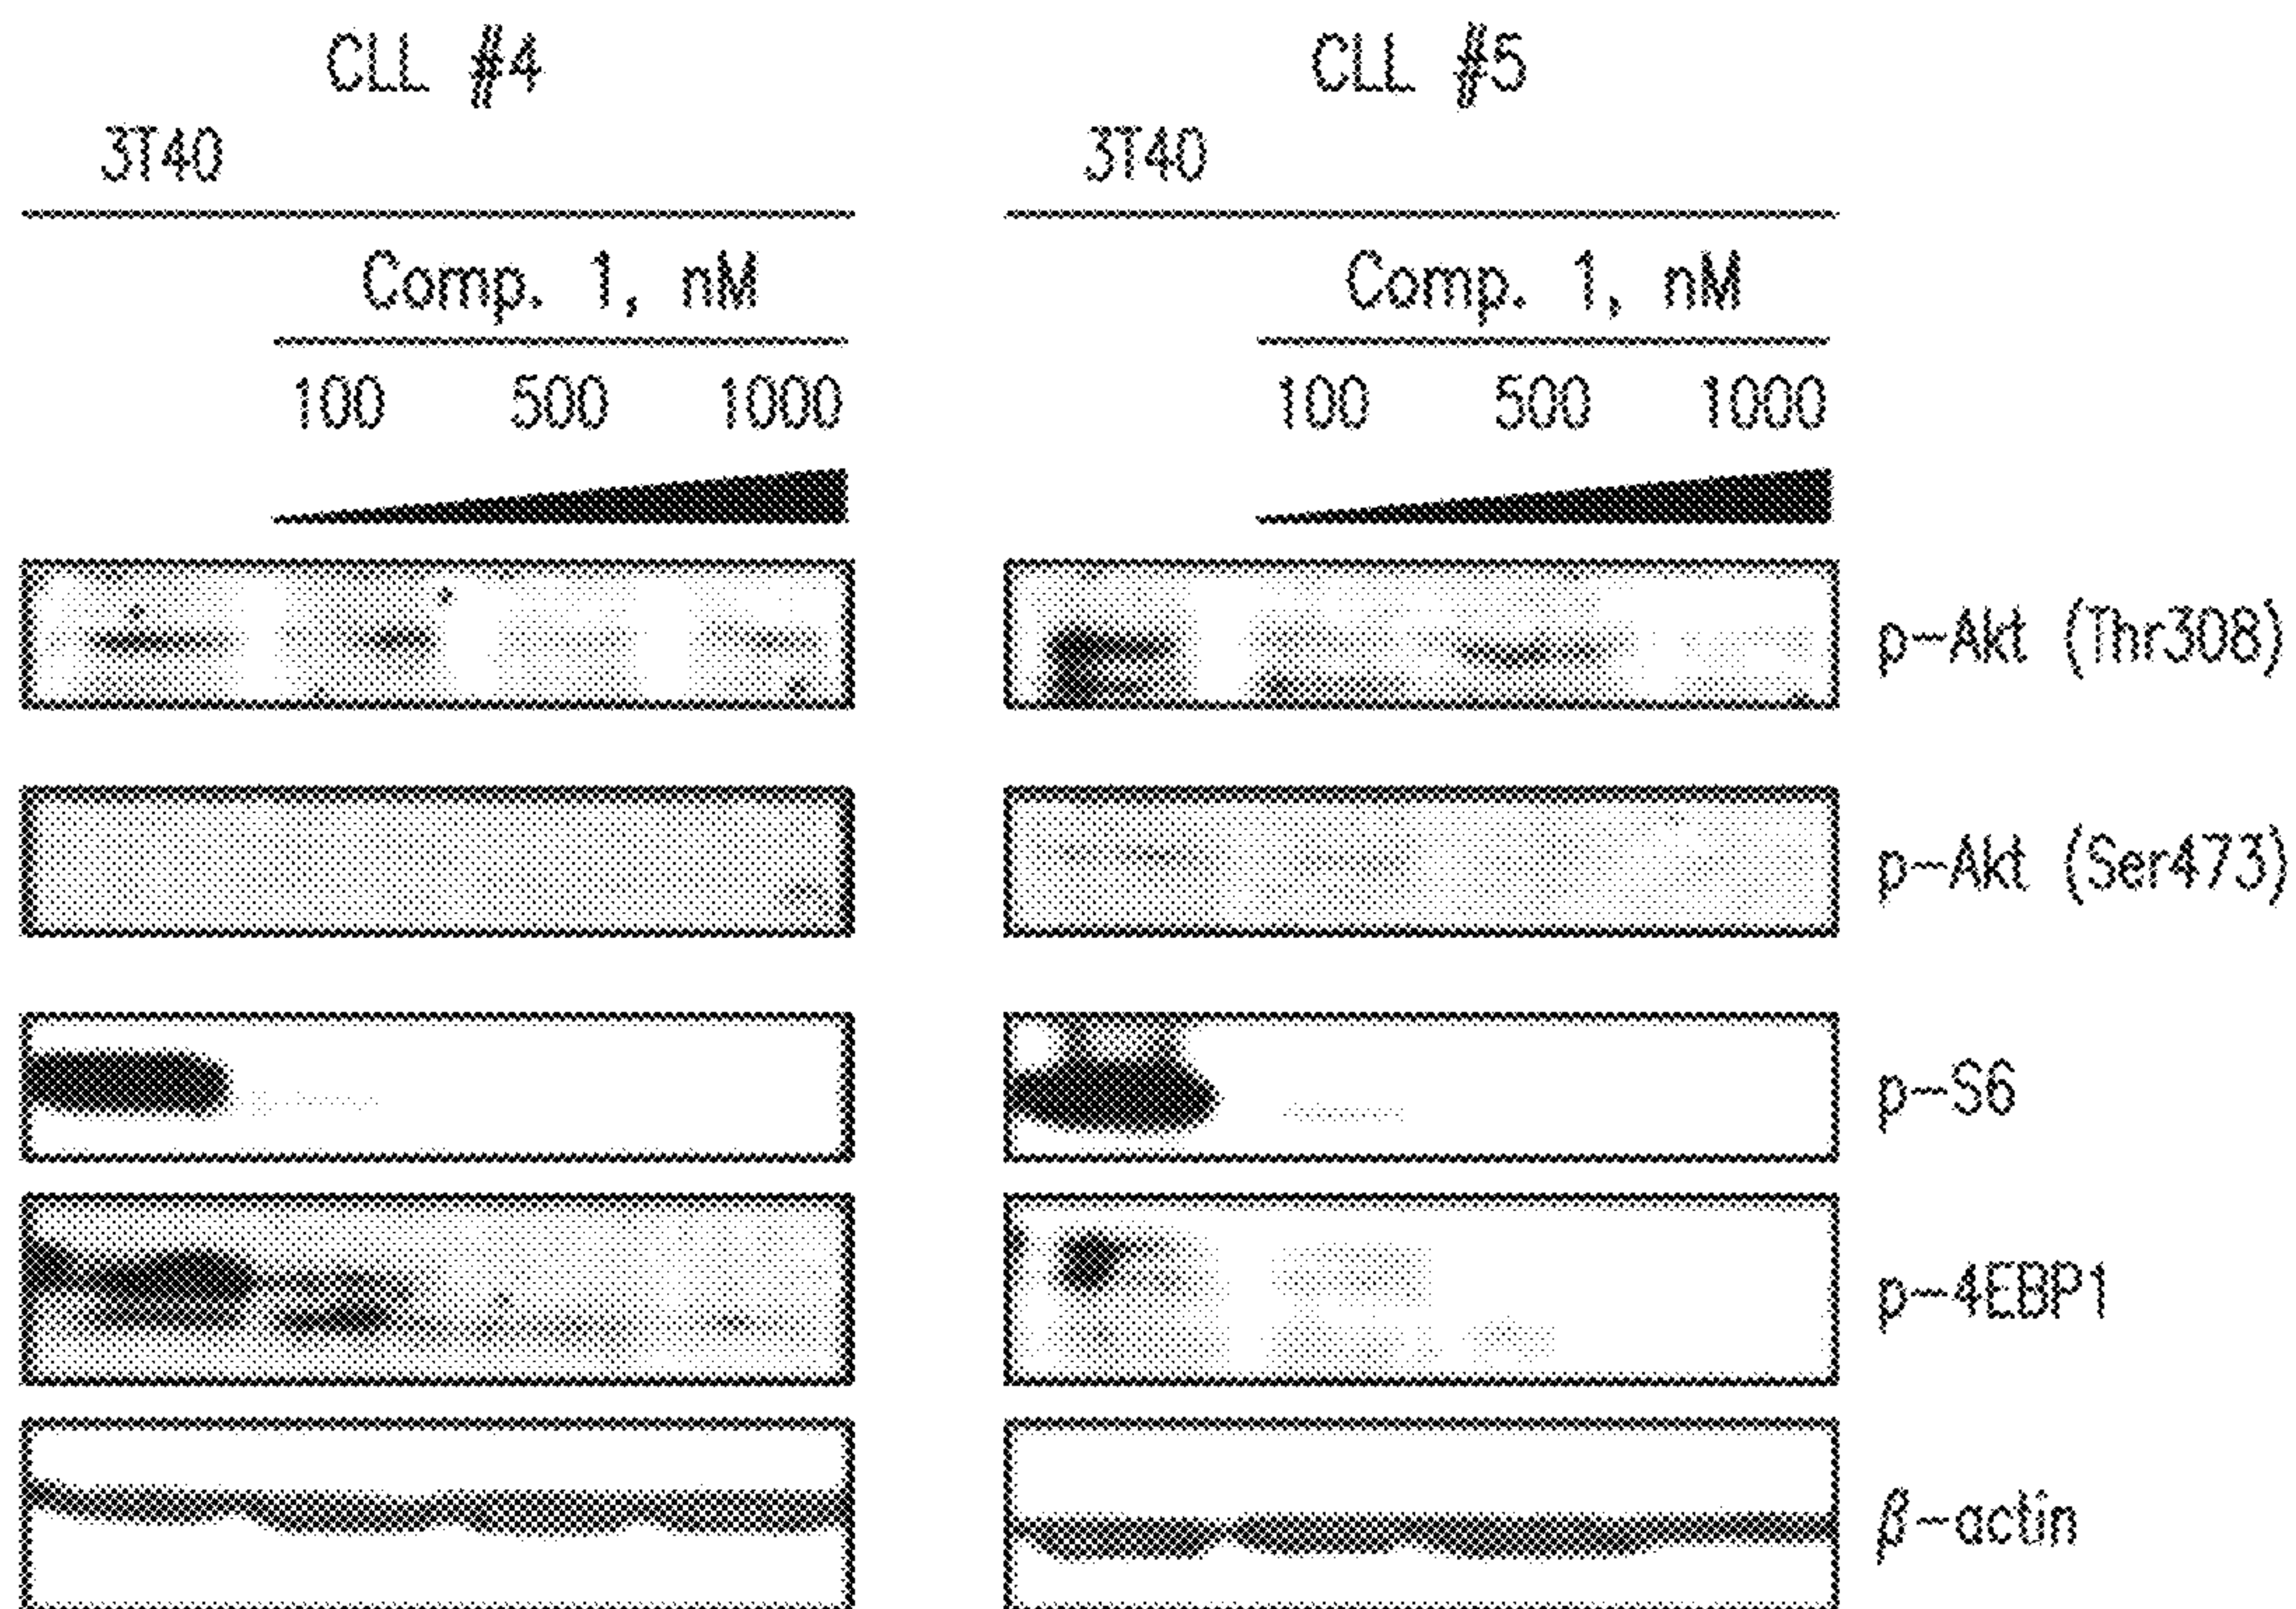 CLL #4
CLL #5
3T40
3T40
Comp. 1, nM
Comp. 1, nM
100 500 1000
100 500 1000
p-Akt (Thr308)
p-Akt (Ser473)
p-S6
p-4EBP1
β-actin